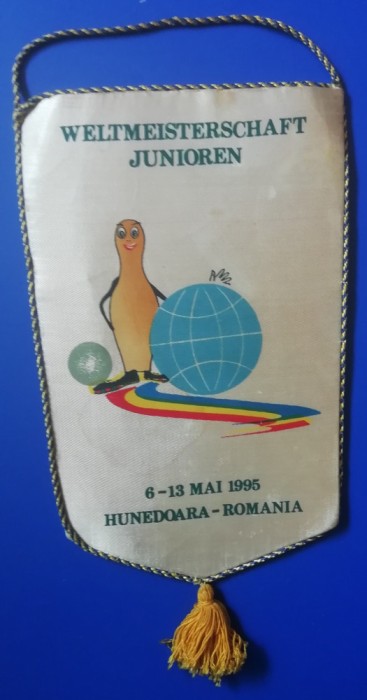 WELTMEISTERSCHAFT
JUNIOREN
6-13 MAI 1995
HUNEDOARA-ROMANIA